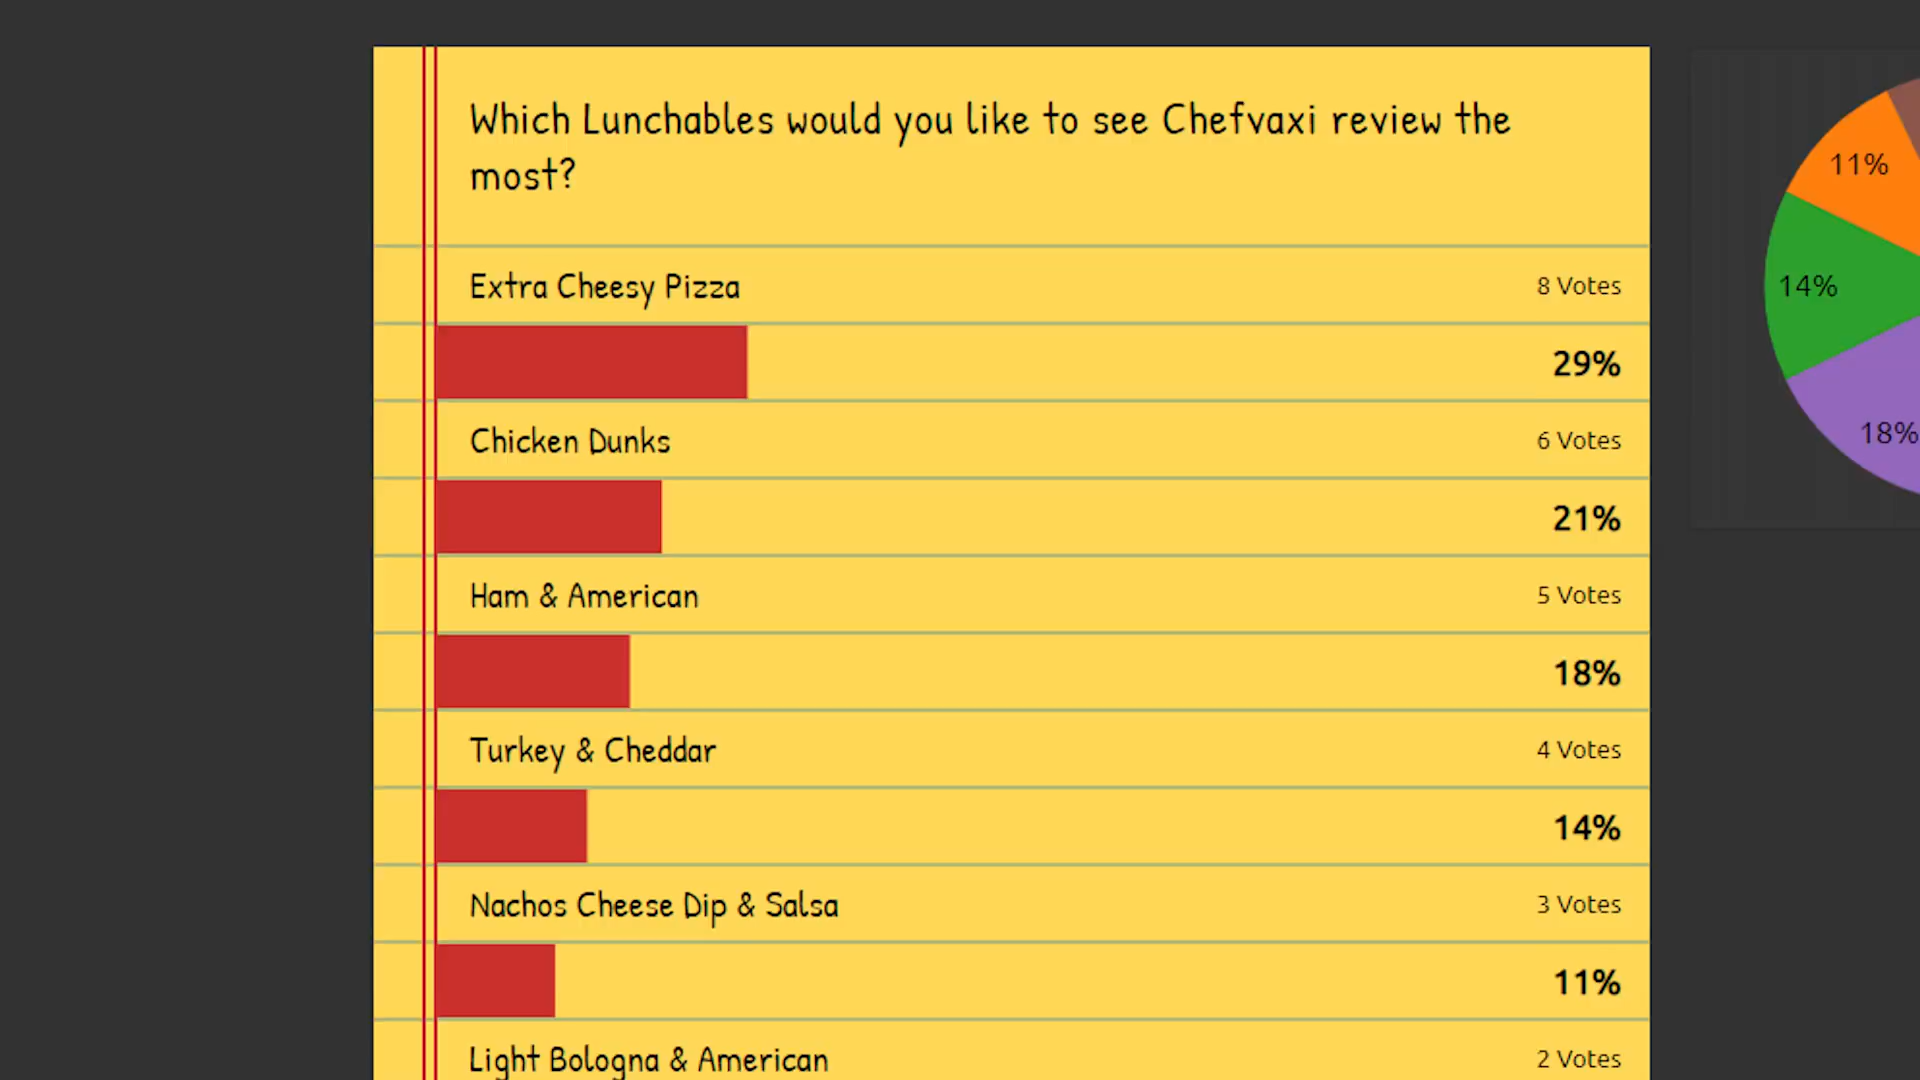 Which Lunchables would you like to see Chefvaxi review the
most?
Extra Cheesy Pizza
8 Votes
29%
Chicken Dunks
6 Votes
21%
Ham & American
5 Votes
18%
Turkey & Cheddar
4 Votes
14%
Nachos Cheese Dip & Salsa
3 Votes
11%
Light Bologna & American
2 Votes
11%
14%
18%